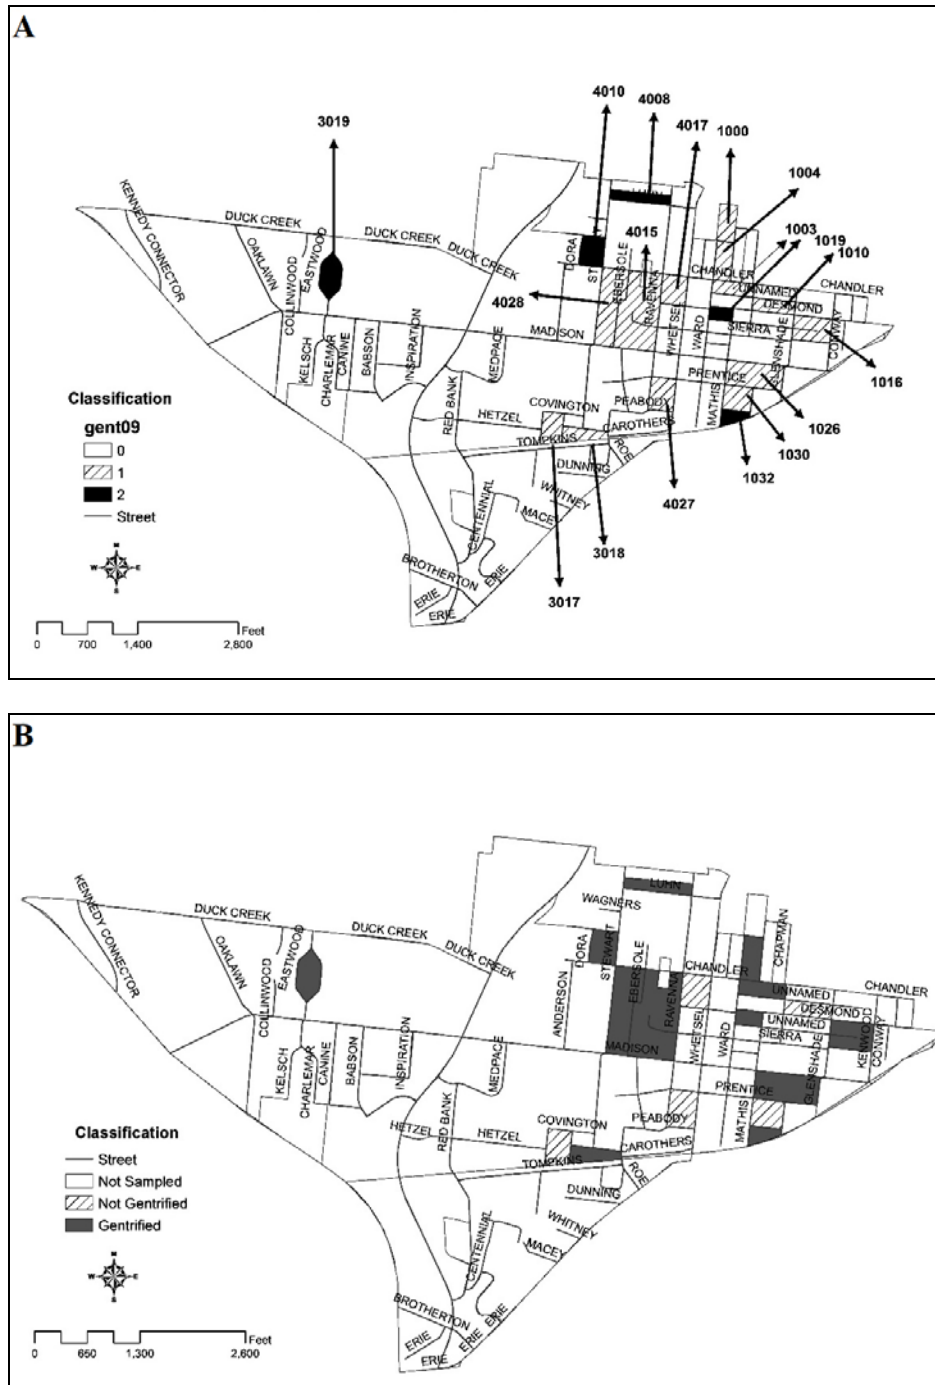 A
4010
4008
4017
1000
3019
1004
1003
1019
1010
KENNEDY CONNECTOR
DUCK CREEK
DUCK CREEK
DUCK CREEK
OAKLAWN
COLLINWOOD
EASTWOOD
DORA
ST
EBERSOLE
4015
RAVENNA
CHANDLER
UNNAMED
CHANDLER
DESMOND
4028
MADISON
WHETSEL
WARD
SIERRA
CONWAY
KELSCH
CHARLEMAR
CANINE
BABSON
INSPIRATION
MEDPACE
PRENTICE
GLENSHADE
1016
RED BANK
HETZEL
COVINGTON
PEABODY
MATHIS
1026
CAROTHERS
TOMPKINS
ROE
1030
DUNNING
1032
WHITNEY
4027
CENTENNIAL
MACEY
3018
BROTHERTON
ERIE
ERIE
ERIE
3017
Classification
gent09
0
1
2
Street
N
W
E
S
Feet
0
700
1,400
2,800
B
LUHN
WAGNERS
KENNEDY CONNECTOR
DUCK CREEK
DUCK CREEK
DUCK CREEK
OAKLAWN
COLLINWOOD
EASTWOOD
DORA
STEWART
EBERSOLE
RAVENNA
CHANDLER
CHAPMAN
UNNAMED
CHANDLER
DESMOND
ANDERSON
UNNAMED
MADISON
WHETSEL
WARD
SIERRA
KENWOOD
CONWAY
KELSCH
CHARLEMAR
CANINE
BABSON
INSPIRATION
MEDPACE
PRENTICE
GLENSHADE
RED BANK
HETZEL
HETZEL
COVINGTON
PEABODY
MATHIS
CAROTHERS
TOMPKINS
ROE
DUNNING
WHITNEY
CENTENNIAL
MACEY
BROTHERTON
ERIE
ERIE
ERIE
ERIE
Classification
Street
Not Sampled
Not Gentrified
Gentrified
N
W
E
S
Feet
0
650
1,300
2,600